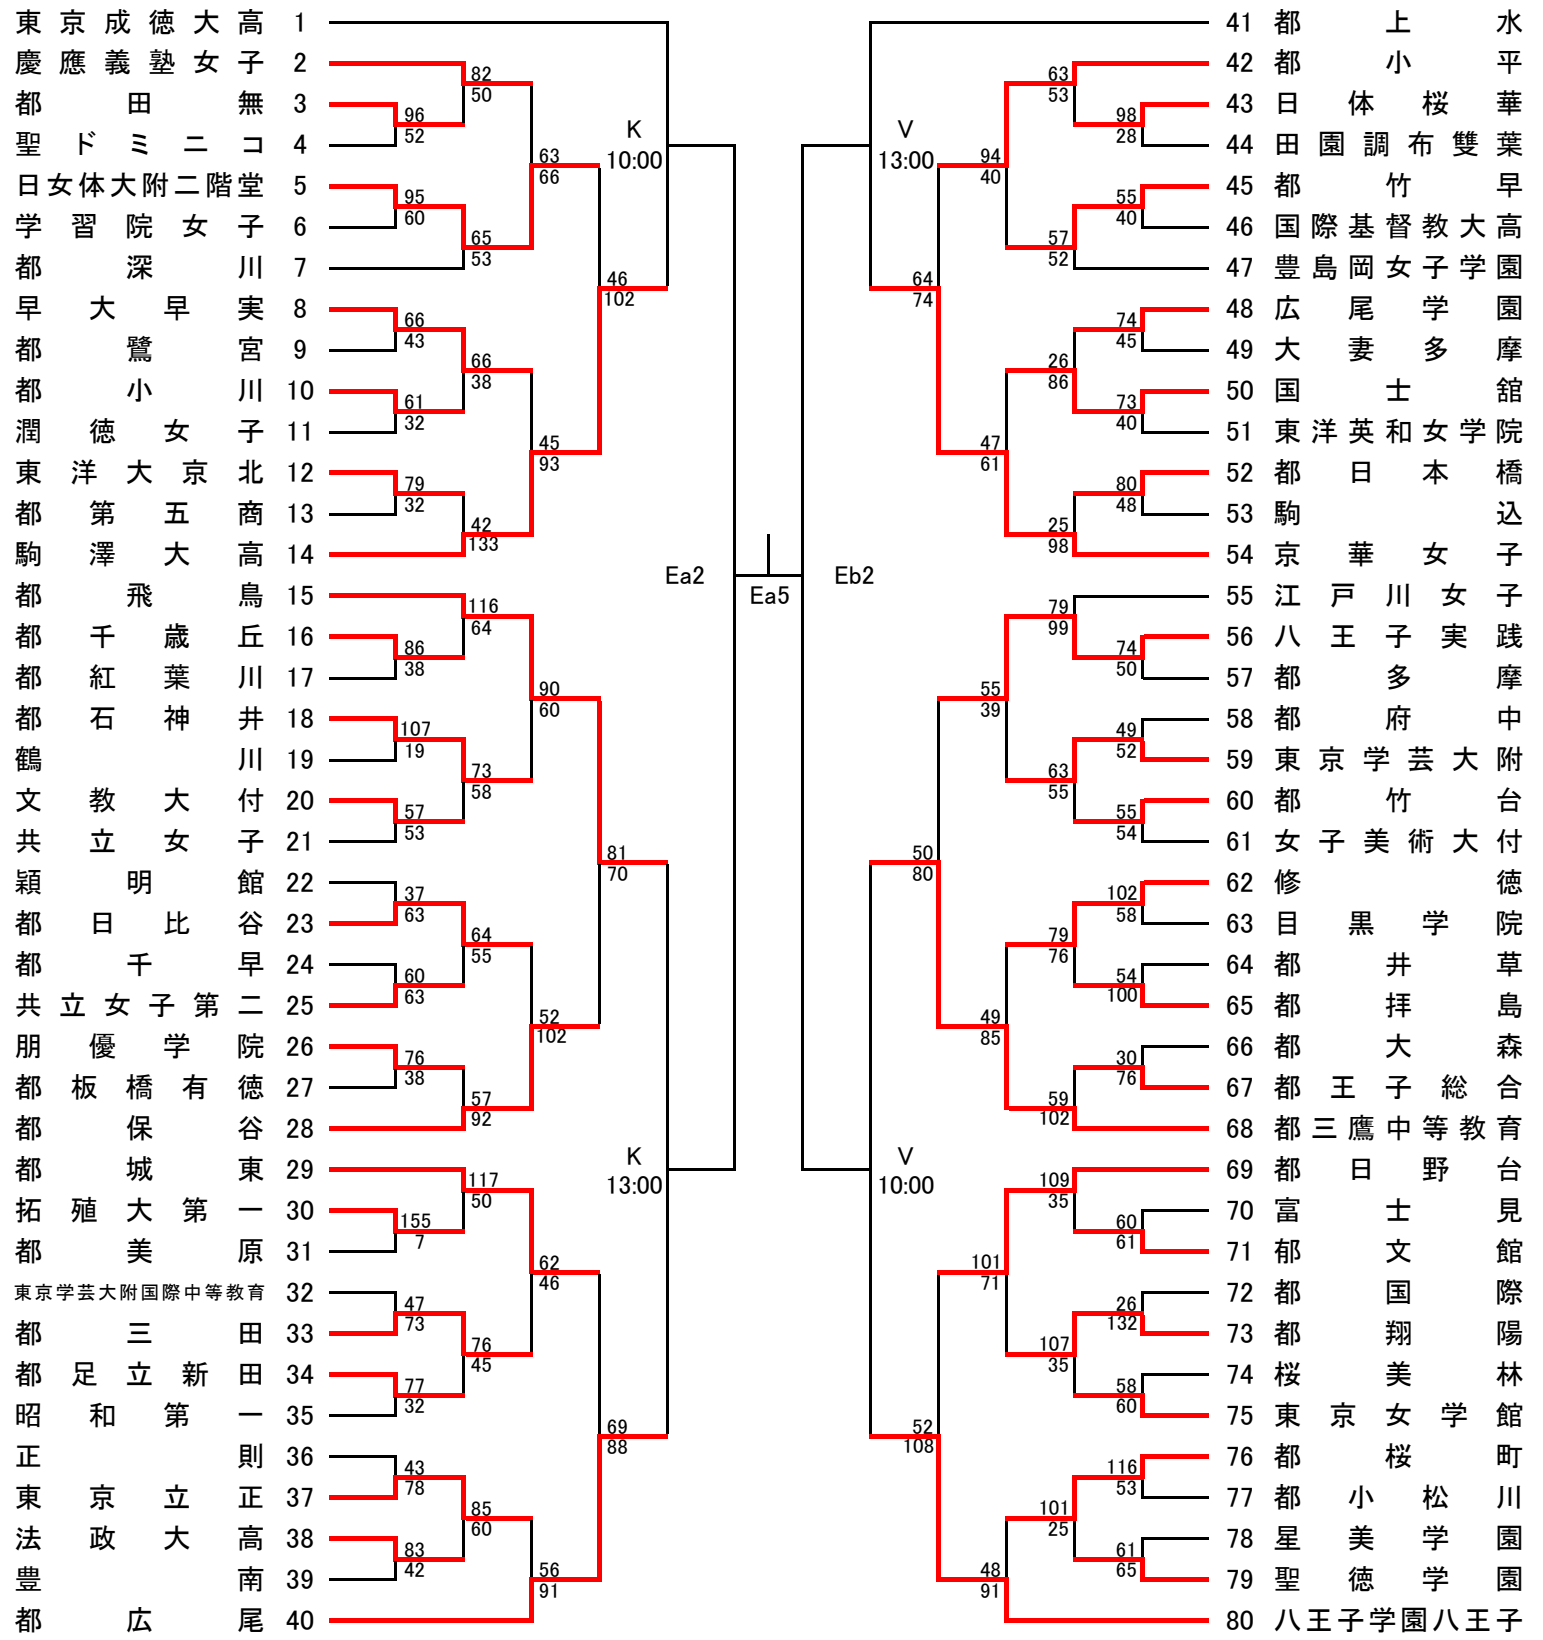 東京成徳大高 1
慶應義塾女子 2
都田無 3
聖ドミニコ 4
日女体大附二階堂 5
学習院女子 6
都深川 7
早大早実 8
都鷺宮 9
都小川 10
潤徳女子 11
東洋大京北 12
都第五商 13
駒澤大高 14
都飛鳥 15
都千歳丘 16
都紅葉川 17
都石神井 18
鶴川 19
文教大付 20
共立女子 21
穎明館 22
都日比谷 23
都千早 24
共立女子第二 25
朋優学院 26
都板橋有徳 27
都保谷 28
都城東 29
拓殖大第一 30
都美原 31
東京学芸大附国際中等教育 32
都三田 33
都足立新田 34
昭和第一 35
正則 36
東京立正 37
法政大高 38
豊南 39
都広尾 40
96
52
95
60
66
43
61
32
79
32
86
38
107
19
57
53
37
63
60
63
76
38
155
7
47
73
77
32
43
78
83
42
82
50
65
53
66
38
42
133
116
64
73
58
64
55
57
92
117
50
76
45
85
60
63
66
45
93
90
60
52
102
62
46
56
91
46
102
81
70
69
88
K
10:00
K
13:00
Ea2
Ea5
Eb2
V
13:00
V
10:00
64
74
50
80
52
108
94
40
47
61
55
39
49
85
101
71
48
91
63
53
57
52
26
86
25
98
79
99
63
55
79
76
59
102
109
35
107
35
101
25
98
28
55
40
74
45
73
40
80
48
74
50
49
52
55
54
102
58
54
100
30
76
60
61
26
132
58
60
116
53
61
65
41 都上水
42 都小平
43 日体桜華
44 田園調布雙葉
45 都竹早
46 国際基督教大高
47 豊島岡女子学園
48 広尾学園
49 大妻多摩
50 国士舘
51 東洋英和女学院
52 都日本橋
53 駒込
54 京華女子
55 江戸川女子
56 八王子実践
57 都多摩
58 都府中
59 東京学芸大附
60 都竹台
61 女子美術大付
62 修徳
63 目黒学院
64 都井草
65 都拝島
66 都大森
67 都王子総合
68 都三鷹中等教育
69 都日野台
70 富士見
71 郁文館
72 都国際
73 都翔陽
74 桜美林
75 東京女学館
76 都桜町
77 都小松川
78 星美学園
79 聖徳学園
80 八王子学園八王子